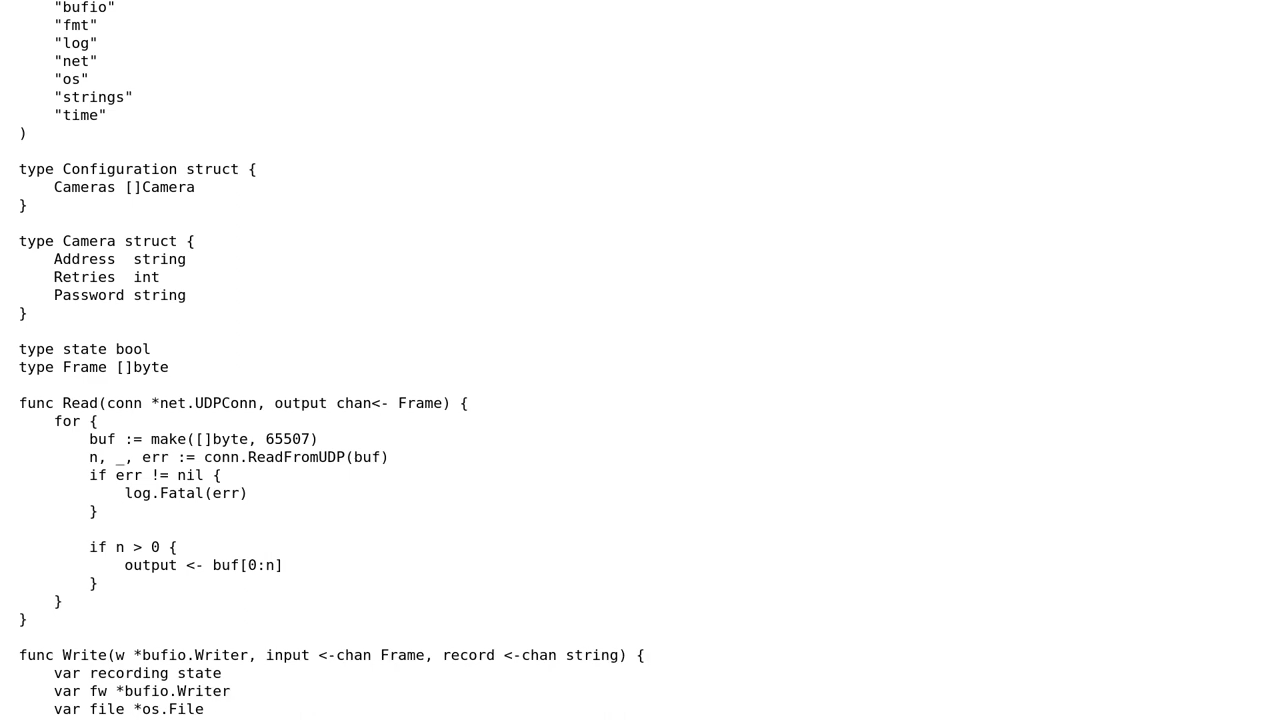 "bufio"
    "fmt"
    "log"
    "net"
    "os"
    "strings"
    "time"
)

type Configuration struct {
    Cameras []Camera
}

type Camera struct {
    Address  string
    Retries  int
    Password string
}

type state bool
type Frame []byte

func Read(conn *net.UDPConn, output chan<- Frame) {
    for {
        buf := make([]byte, 65507)
        n, _, err := conn.ReadFromUDP(buf)
        if err != nil {
            log.Fatal(err)
        }

        if n > 0 {
            output <- buf[0:n]
        }
    }
}

func Write(w *bufio.Writer, input <-chan Frame, record <-chan string) {
    var recording state
    var fw *bufio.Writer
    var file *os.File